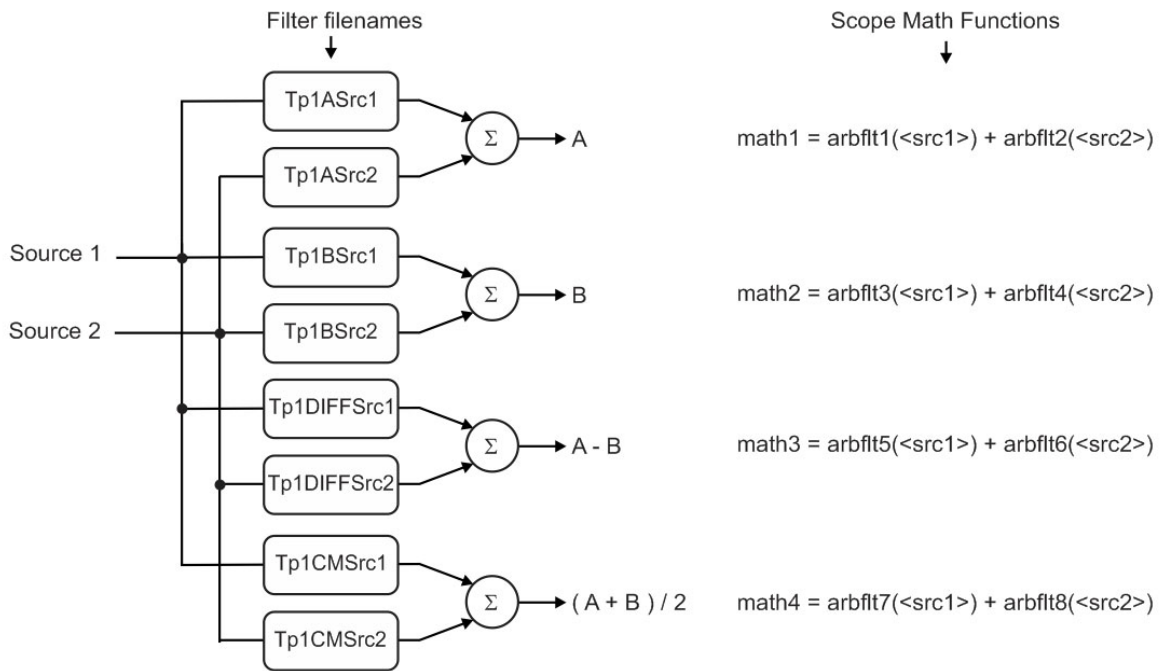 Filter filenames
Scope Math Functions
Tp1ASrc1
Σ
A
math1 = arbflt1(<src1>) + arbflt2(<src2>)
Tp1ASrc2
Source 1
Tp1BSrc1
Σ
B
math2 = arbflt3(<src1>) + arbflt4(<src2>)
Source 2
Tp1BSrc2
Tp1DIFFSrc1
Σ
A - B
math3 = arbflt5(<src1>) + arbflt6(<src2>)
Tp1DIFFSrc2
Tp1CMSrc1
Σ
( A + B ) / 2
math4 = arbflt7(<src1>) + arbflt8(<src2>)
Tp1CMSrc2